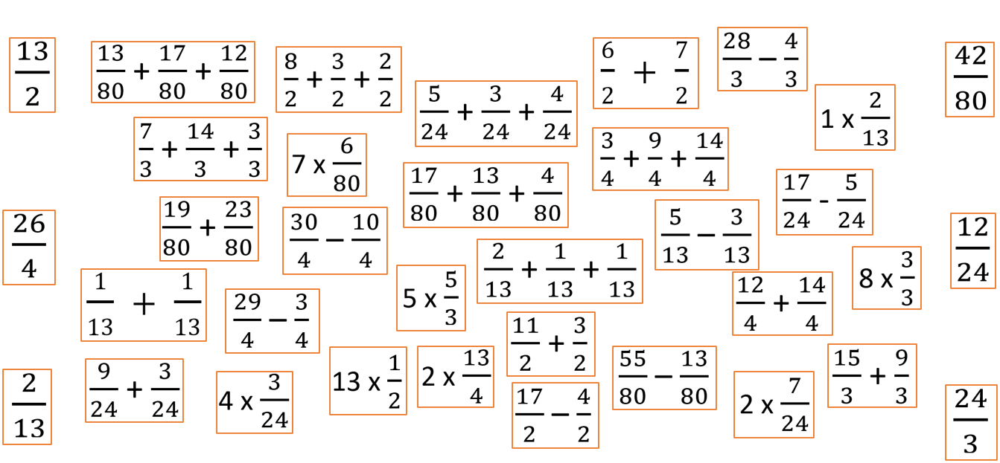 13/2
13/80 + 17/80 + 12/80
8/2 + 3/2 + 2/2
5/24 + 3/24 + 4/24
6/2 + 7/2
28/3 − 4/3
42/80
1 x 2/13
7/3 + 14/3 + 3/3
7 x 6/80
17/80 + 13/80 + 4/80
3/4 + 9/4 + 14/4
17/24 - 5/24
26/4
19/80 + 23/80
30/4 − 10/4
5/13 − 3/13
12/24
1/13 + 1/13
29/4 − 3/4
5 x 5/3
2/13 + 1/13 + 1/13
12/4 + 14/4
8 x 3/3
2/13
9/24 + 3/24
4 x 3/24
13 x 1/2
2 x 13/4
11/2 + 3/2
17/2 − 4/2
55/80 − 13/80
2 x 7/24
15/3 + 9/3
24/3